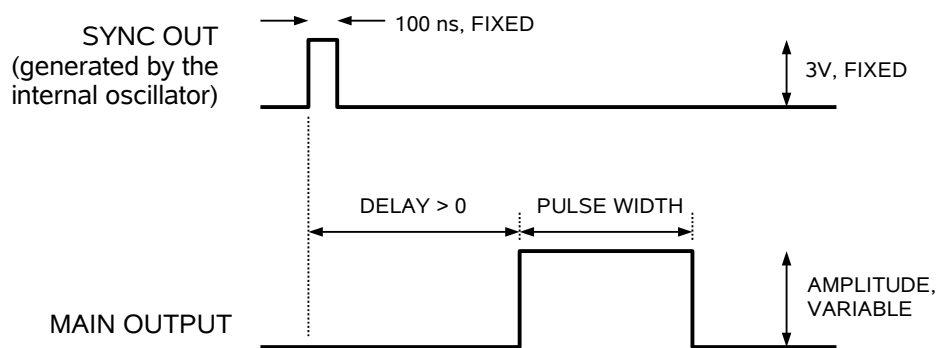 100 ns, FIXED
SYNC OUT
(generated by the
internal oscillator)
3V, FIXED
DELAY > 0
PULSE WIDTH
AMPLITUDE,
VARIABLE
MAIN OUTPUT